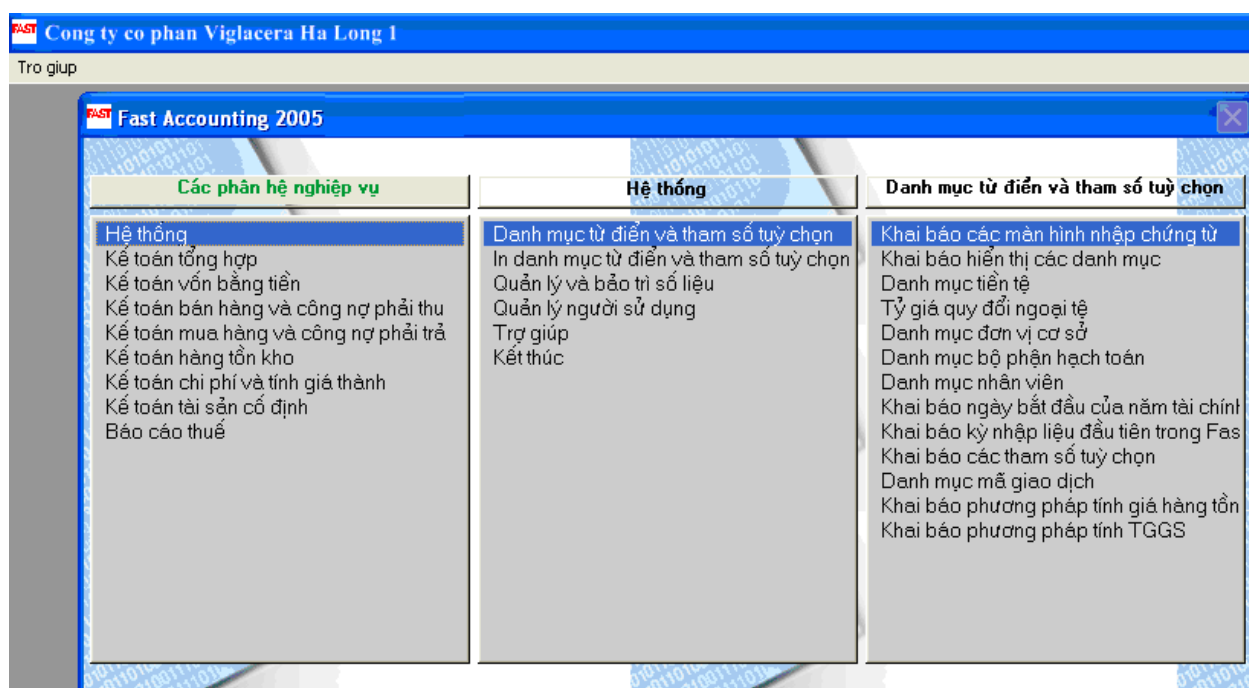 FAST Cong ty co phan Viglacera Ha Long 1
Tro giup
FAST Fast Accounting 2005
Các phân hệ nghiệp vụ
Hệ thống
Kế toán tổng hợp
Kế toán vốn bằng tiền
Kế toán bán hàng và công nợ phải thu
Kế toán mua hàng và công nợ phải trả
Kế toán hàng tồn kho
Kế toán chi phí và tính giá thành
Kế toán tài sản cố định
Báo cáo thuế
Hệ thống
Danh mục từ điển và tham số tuỳ chọn
In danh mục từ điển và tham số tuỳ chọn
Quản lý và bảo trì số liệu
Quản lý người sử dụng
Trợ giúp
Kết thúc
Danh mục từ điển và tham số tuỳ chọn
Khai báo các màn hình nhập chứng từ
Khai báo hiển thị các danh mục
Danh mục tiền tệ
Tỷ giá quy đổi ngoại tệ
Danh mục đơn vị cơ sở
Danh mục bộ phận hạch toán
Danh mục nhân viên
Khai báo ngày bắt đầu của năm tài chính
Khai báo kỳ nhập liệu đầu tiên trong Fas
Khai báo các tham số tuỳ chọn
Danh mục mã giao dịch
Khai báo phương pháp tính giá hàng tồn
Khai báo phương pháp tính TGGS